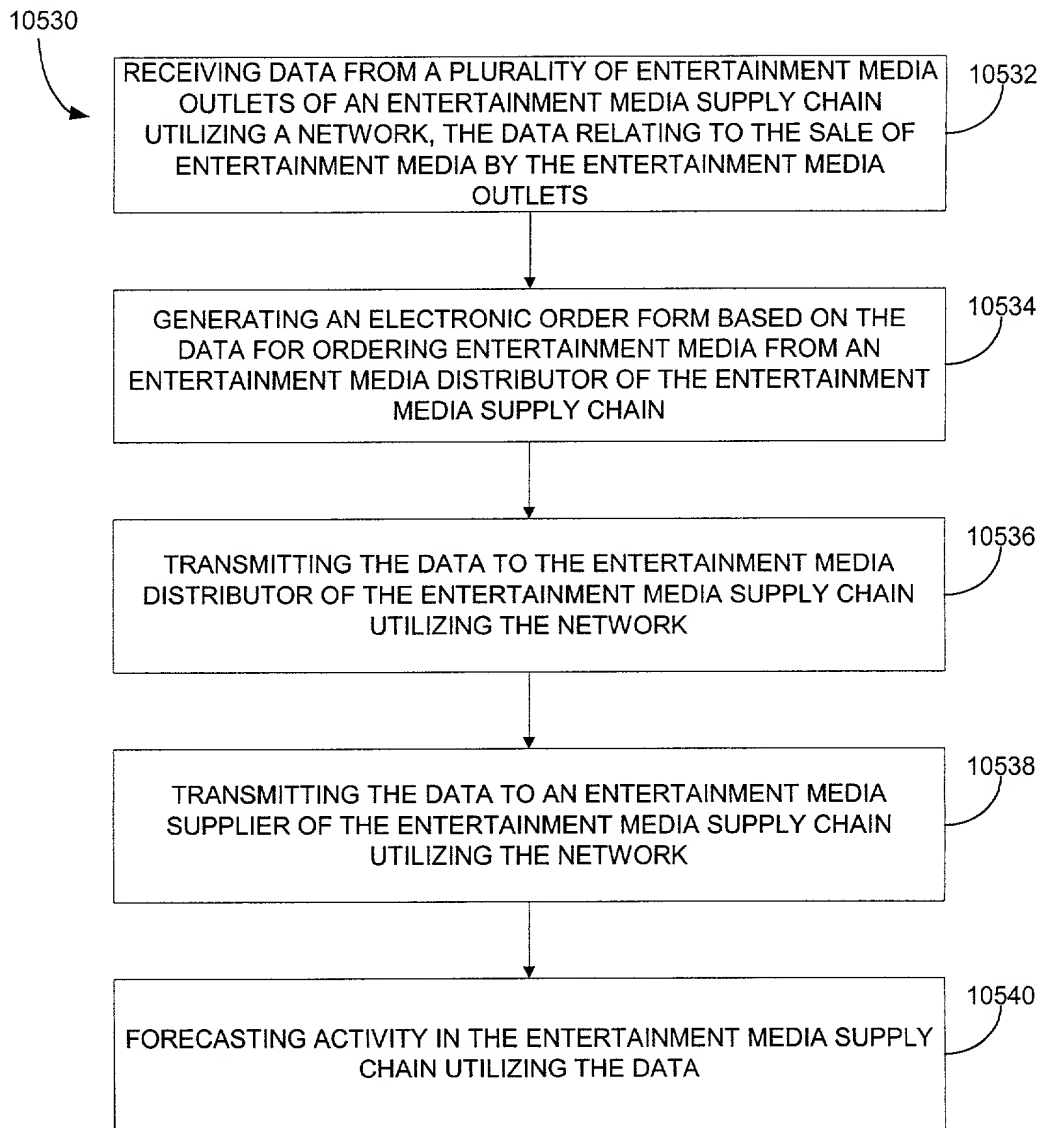 10530
RECEIVING DATA FROM A PLURALITY OF ENTERTAINMENT MEDIA
OUTLETS OF AN ENTERTAINMENT MEDIA SUPPLY CHAIN
UTILIZING A NETWORK, THE DATA RELATING TO THE SALE OF
ENTERTAINMENT MEDIA BY THE ENTERTAINMENT MEDIA
OUTLETS
10532
GENERATING AN ELECTRONIC ORDER FORM BASED ON THE
DATA FOR ORDERING ENTERTAINMENT MEDIA FROM AN
ENTERTAINMENT MEDIA DISTRIBUTOR OF THE ENTERTAINMENT
MEDIA SUPPLY CHAIN
10534
TRANSMITTING THE DATA TO THE ENTERTAINMENT MEDIA
DISTRIBUTOR OF THE ENTERTAINMENT MEDIA SUPPLY CHAIN
UTILIZING THE NETWORK
10536
TRANSMITTING THE DATA TO AN ENTERTAINMENT MEDIA
SUPPLIER OF THE ENTERTAINMENT MEDIA SUPPLY CHAIN
UTILIZING THE NETWORK
10538
FORECASTING ACTIVITY IN THE ENTERTAINMENT MEDIA SUPPLY
CHAIN UTILIZING THE DATA
10540